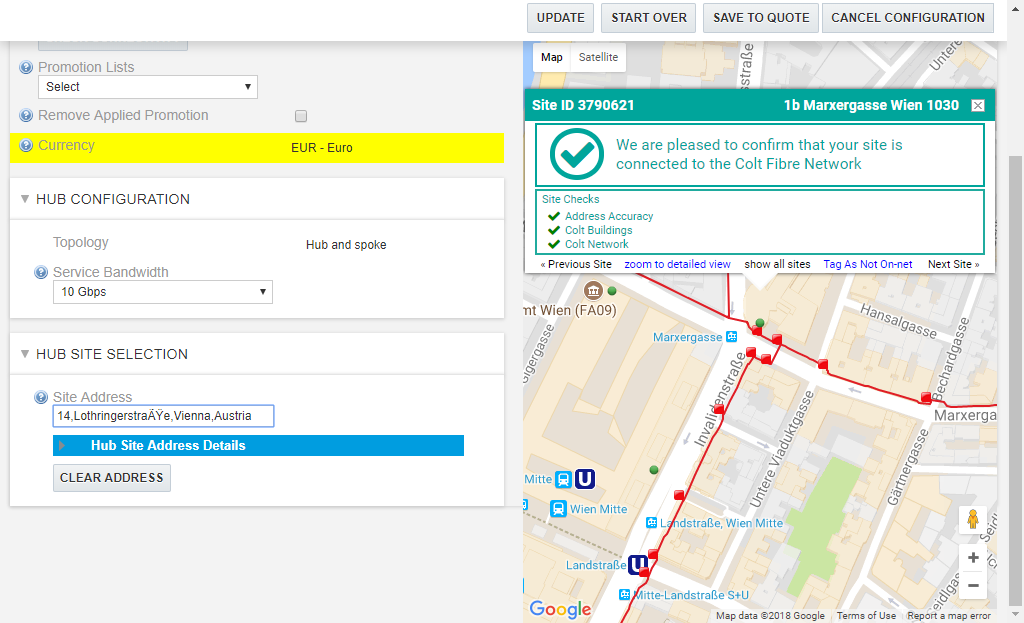 UPDATE
START OVER
SAVE TO QUOTE
CANCEL CONFIGURATION
Promotion Lists
Select
Remove Applied Promotion
Currency
EUR - Euro
HUB CONFIGURATION
Topology
Hub and spoke
Service Bandwidth
10 Gbps
HUB SITE SELECTION
Site Address
14,LothringerstraÃŸe,Vienna,Austria
Hub Site Address Details
CLEAR ADDRESS
Map
Satellite
Untere
Site ID 3790621
1b Marxergasse Wien 1030
We are pleased to confirm that your site is
connected to the Colt Fibre Network
Site Checks
Address Accuracy
Colt Buildings
Colt Network
« Previous Site
zoom to detailed view
show all sites
Tag As Not On-net
Next Site »
mt Wien (FA09)
Gigergasse
Marxergasse
Hansalgasse
Bechardgasse
Marxerga
Invalidenstraße
Untere Viaduktgasse
Gärtnergasse
Mitte
U
Wien Mitte
Landstraße, Wien Mitte
Landstraße
U
Mitte-Landstraße S+U
Seidlgas
Google
Map data ©2018 Google
Terms of Use
Report a map error